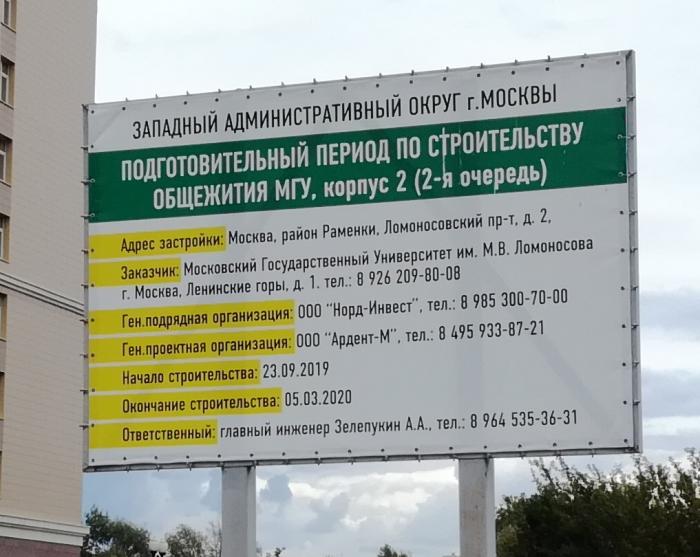 ЗАПАДНЫЙ АДМИНИСТРАТИВНЫЙ ОКРУГ г.МОСКВЫ
ПОДГОТОВИТЕЛЬНЫЙ ПЕРИОД ПО СТРОИТЕЛЬСТВУ
ОБЩЕЖИТИЯ МГУ, корпус 2 (2-я очередь)
Адрес застройки: Москва, район Раменки, Ломоносовский пр-т, д. 2,
Заказчик: Московский Государственный Университет им. М.В. Ломоносова
г. Москва, Ленинские горы, д. 1. тел.: 8 926 209-80-08
Ген.подрядная организация: ООО "Норд-Инвест", тел.: 8 985 300-70-00
Ген.проектная организация: ООО "Ардент-М", тел.: 8 495 933-87-21
Начало строительства: 23.09.2019
Окончание строительства: 05.03.2020
Ответственный: главный инженер Зелепукин А.А., тел.: 8 964 535-36-31